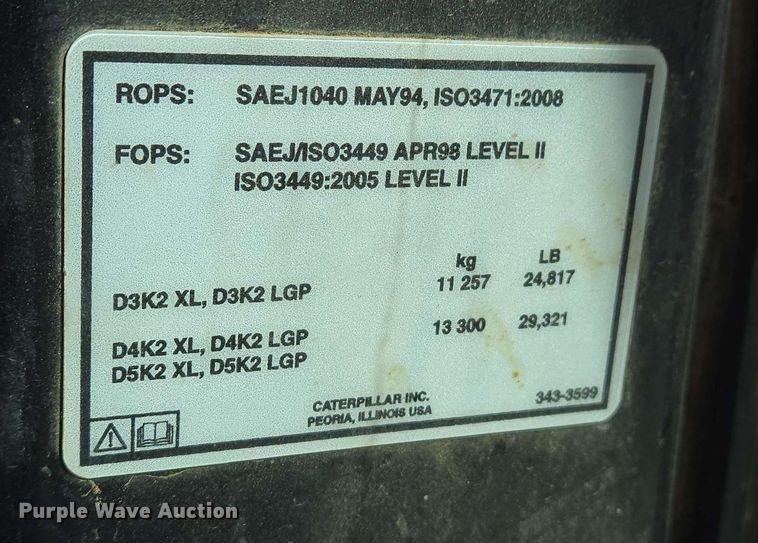 ROPS: SAEJ1040 MAY94, ISO3471:2008
FOPS: SAEJ/ISO3449 APR98 LEVEL II
ISO3449:2005 LEVEL II
kg LB
D3K2 XL, D3K2 LGP 11 257 24,817
D4K2 XL, D4K2 LGP 13 300 29,321
D5K2 XL, D5K2 LGP
CATERPILLAR INC. 343-3599
PEORIA, ILLINOIS USA
Purple Wave Auction